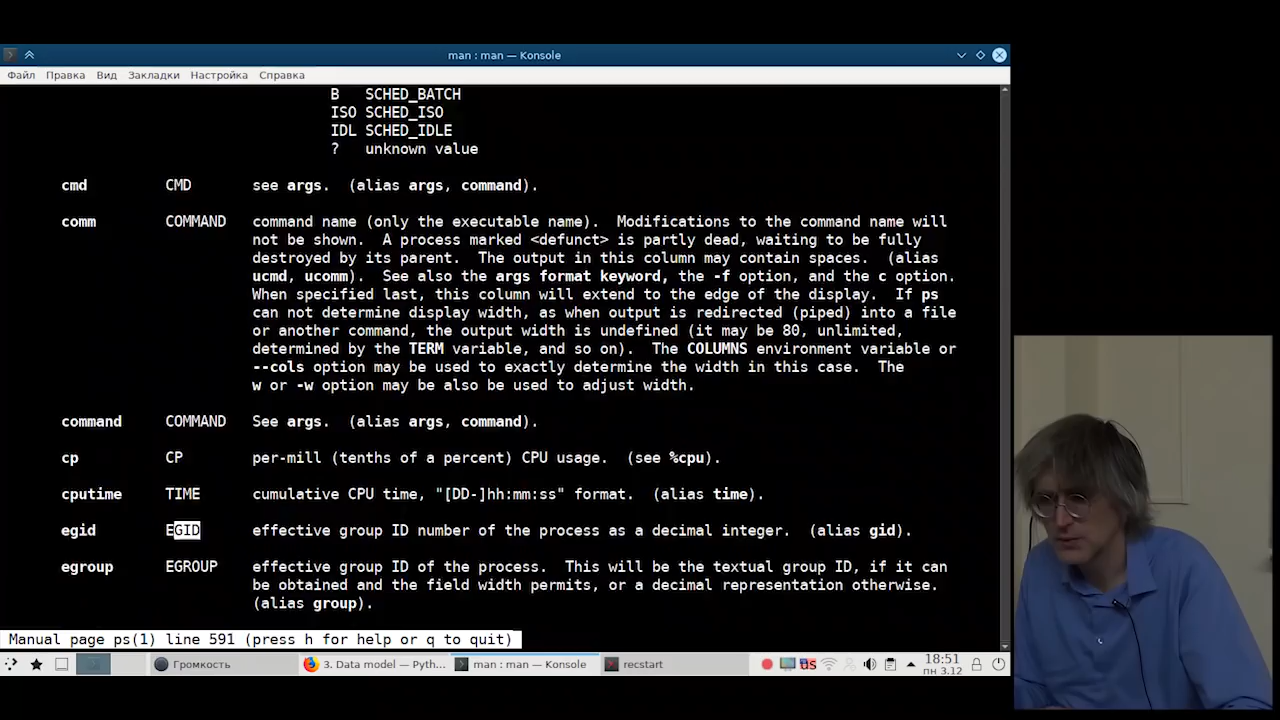 man : man — Konsole
Файл Правка Вид Закладки Настройка Справка
B SCHED_BATCH
ISO SCHED_ISO
IDL SCHED_IDLE
? unknown value
cmd CMD see args. (alias args, command).
comm COMMAND command name (only the executable name). Modifications to the command name will
not be shown. A process marked <defunct> is partly dead, waiting to be fully
destroyed by its parent. The output in this column may contain spaces. (alias
ucmd, ucomm). See also the args format keyword, the -f option, and the c option.
When specified last, this column will extend to the edge of the display. If ps
can not determine display width, as when output is redirected (piped) into a file
or another command, the output width is undefined (it may be 80, unlimited,
determined by the TERM variable, and so on). The COLUMNS environment variable or
--cols option may be used to exactly determine the width in this case. The
w or -w option may be also be used to adjust width.
command COMMAND See args. (alias args, command).
cp CP per-mill (tenths of a percent) CPU usage. (see %cpu).
cputime TIME cumulative CPU time, "[DD-]hh:mm:ss" format. (alias time).
egid EGID effective group ID number of the process as a decimal integer. (alias gid).
egroup EGROUP effective group ID of the process. This will be the textual group ID, if it can
be obtained and the field width permits, or a decimal representation otherwise.
(alias group).
Manual page ps(1) line 591 (press h for help or q to quit)
Громкость 3. Data model — Pyth... man : man — Konsole recstart US 18:51
пн 3.12